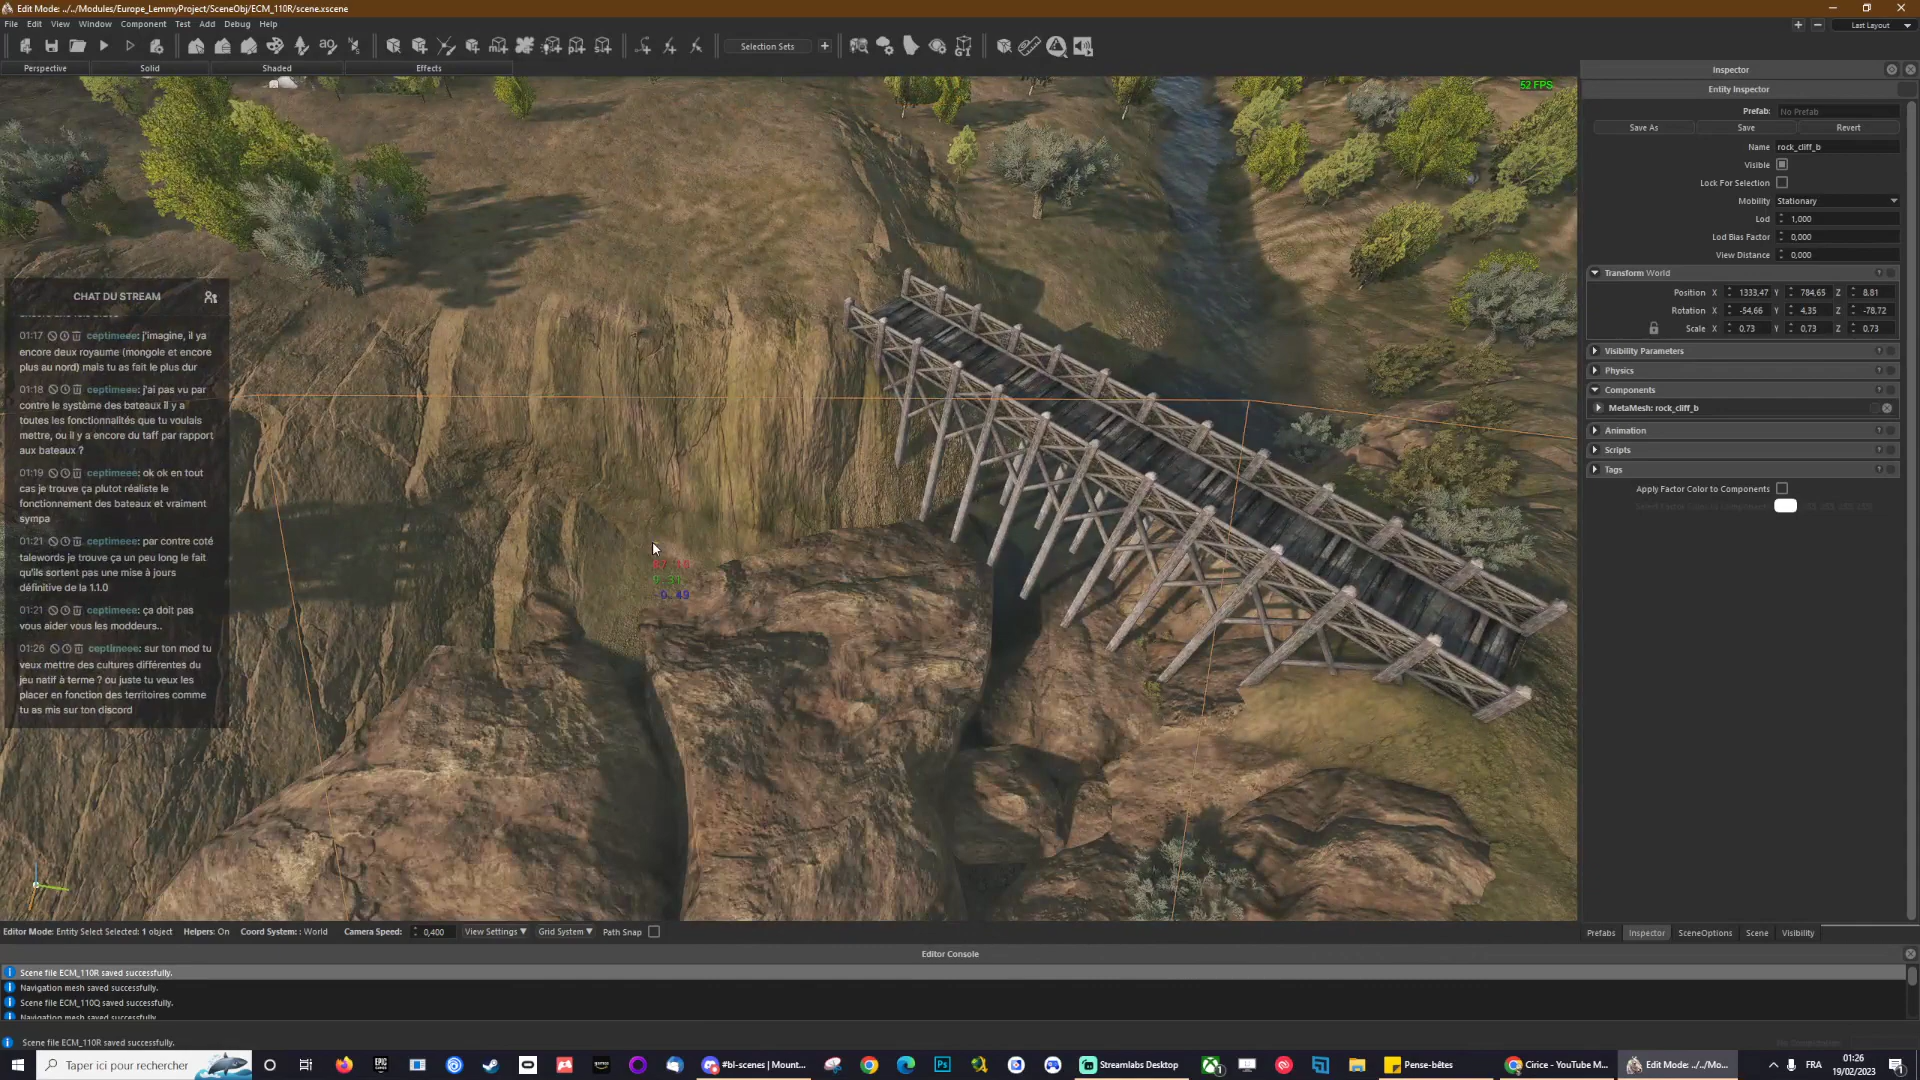 Edit Mode: ../../Modules/Europe_LemmyProject/SceneObj/ECM_110R/scene.xscene
File Edit View Window Component Test Add Debug Help
Last Layout
Selection Sets
Perspective Solid Shaded Effects
52 FPS
Inspector
Entity Inspector
Prefab: No Prefab
Save As Save Revert
Name rock_cliff_b
Visible
Lock For Selection
Mobility Stationary
Lod 1,000
Lod Bias Factor 0,000
View Distance 0,000
Transform World
Position X 1333,47 Y 784,65 Z 8,81
Rotation X -54,66 Y 4,35 Z -78,72
Scale X 0,73 Y 0,73 Z 0,73
Visibility Parameters
Physics
Components
MetaMesh: rock_cliff_b
Animation
Scripts
Tags
Apply Factor Color to Components
CHAT DU STREAM
01:17 ceptimeee: j'imagine, il ya
encore deux royaume (mongole et encore
plus au nord) mais tu as fait le plus dur
01:18 ceptimeee: j'ai pas vu par
contre le système des bateaux il y a
toutes les fonctionnalités que tu voulais
mettre, ou il y a encore du taff par rapport
aux bateaux ?
01:19 ceptimeee: ok ok en tout
cas je trouve ça plutot réaliste le
fonctionnement des bateaux et vraiment
sympa
01:21 ceptimeee: par contre coté
talewords je trouve ça un peu long le fait
qu'ils sortent pas une mise à jours
définitive de la 1.1.0
01:21 ceptimeee: ça doit pas
vous aider vous les moddeurs..
01:26 ceptimeee: sur ton mod tu
veux mettre des cultures différentes du
jeu natif à terme ? ou juste tu veux les
placer en fonction des territoires comme
tu as mis sur ton discord
Editor Mode: Entity Select Selected: 1 object Helpers: On Coord System: : World Camera Speed: 0,400 View Settings Grid System Path Snap
Prefabs Inspector SceneOptions Scene Visibility
Editor Console
Scene file ECM_110R saved successfully.
Navigation mesh saved successfully.
Scene file ECM_110Q saved successfully.
Navigation mesh saved successfully.
Scene file ECM_110R saved successfully.
Taper ici pour rechercher
#bl-scenes | Mount...
Streamlabs Desktop
Pense-bêtes
Cirice - YouTube M...
Edit Mode: ../../Mo...
FRA
01:26
19/02/2023